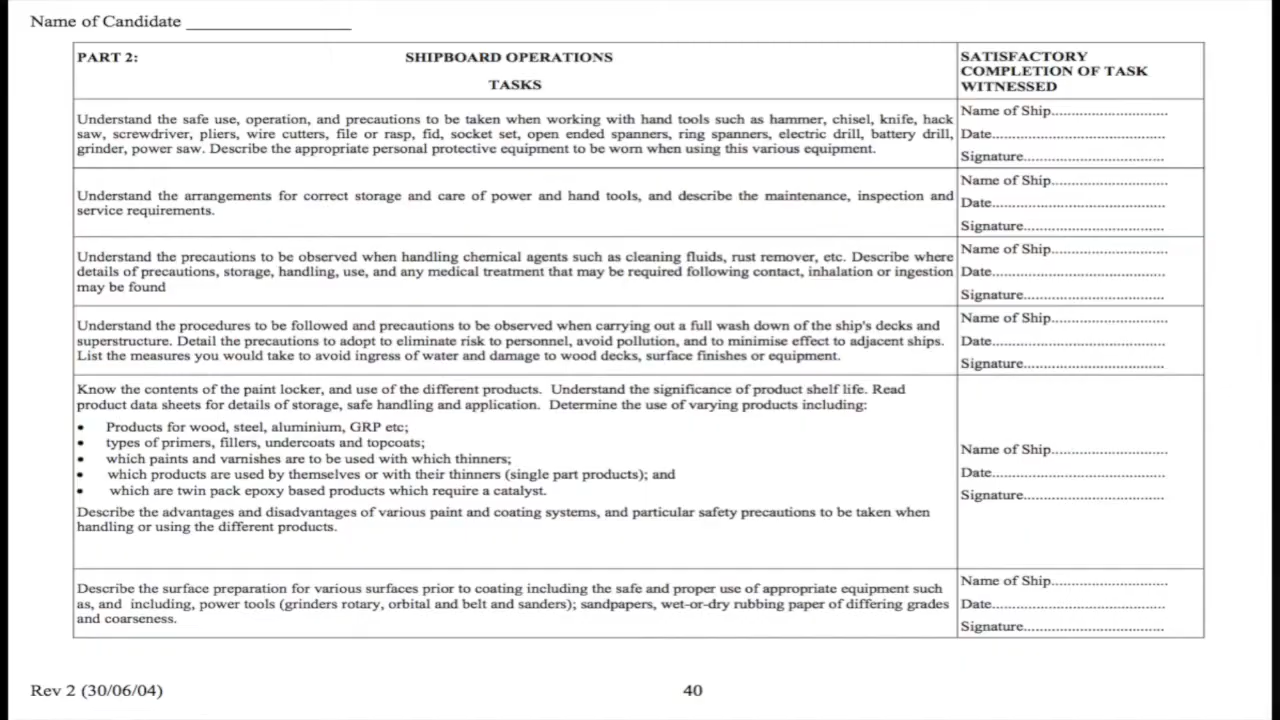 Name of Candidate _______________
PART 2: SHIPBOARD OPERATIONS
TASKS
SATISFACTORY
COMPLETION OF TASK
WITNESSED
Understand the safe use, operation, and precautions to be taken when working with hand tools such as hammer, chisel, knife, hack
saw, screwdriver, pliers, wire cutters, file or rasp, fid, socket set, open ended spanners, ring spanners, electric drill, battery drill,
grinder, power saw. Describe the appropriate personal protective equipment to be worn when using this various equipment.
Name of Ship.............................
Date...........................................
Signature...................................
Understand the arrangements for correct storage and care of power and hand tools, and describe the maintenance, inspection and
service requirements.
Name of Ship.............................
Date...........................................
Signature...................................
Understand the precautions to be observed when handling chemical agents such as cleaning fluids, rust remover, etc. Describe where
details of precautions, storage, handling, use, and any medical treatment that may be required following contact, inhalation or ingestion
may be found
Name of Ship.............................
Date...........................................
Signature...................................
Understand the procedures to be followed and precautions to be observed when carrying out a full wash down of the ship's decks and
superstructure. Detail the precautions to adopt to eliminate risk to personnel, avoid pollution, and to minimise effect to adjacent ships.
List the measures you would take to avoid ingress of water and damage to wood decks, surface finishes or equipment.
Name of Ship.............................
Date...........................................
Signature...................................
Know the contents of the paint locker, and use of the different products. Understand the significance of product shelf life. Read
product data sheets for details of storage, safe handling and application. Determine the use of varying products including:
• Products for wood, steel, aluminium, GRP etc;
• types of primers, fillers, undercoats and topcoats;
• which paints and varnishes are to be used with which thinners;
• which products are used by themselves or with their thinners (single part products); and
• which are twin pack epoxy based products which require a catalyst.
Describe the advantages and disadvantages of various paint and coating systems, and particular safety precautions to be taken when
handling or using the different products.
Name of Ship.............................
Date...........................................
Signature...................................
Describe the surface preparation for various surfaces prior to coating including the safe and proper use of appropriate equipment such
as, and including, power tools (grinders rotary, orbital and belt and sanders); sandpapers, wet-or-dry rubbing paper of differing grades
and coarseness.
Name of Ship.............................
Date...........................................
Signature...................................
Rev 2 (30/06/04)
40